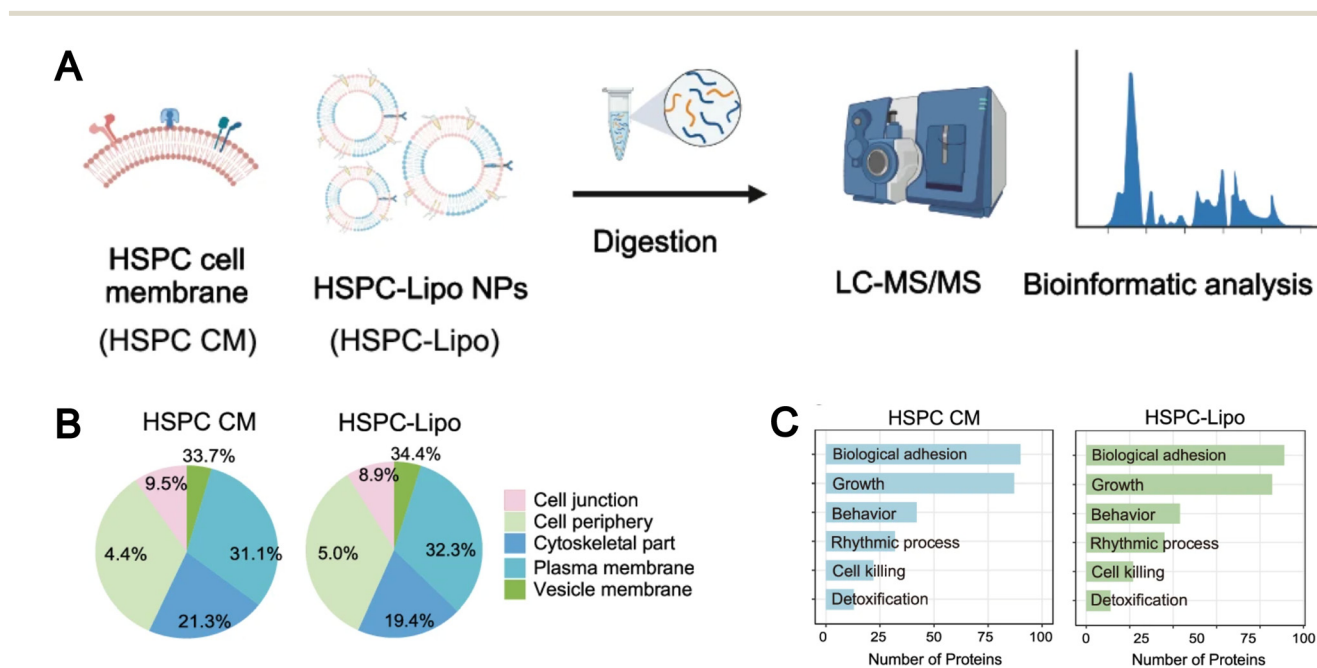 A
HSPC cell
membrane
(HSPC CM)
HSPC-Lipo NPs
(HSPC-Lipo)
Digestion
LC-MS/MS
Bioinformatic analysis
B
HSPC CM
33.7%
9.5%
4.4%
31.1%
21.3%
HSPC-Lipo
34.4%
8.9%
5.0%
32.3%
19.4%
Cell junction
Cell periphery
Cytoskeletal part
Plasma membrane
Vesicle membrane
C
HSPC CM
Biological adhesion
Growth
Behavior
Rhythmic process
Cell killing
Detoxification
0 25 50 75 100
Number of Proteins
HSPC-Lipo
Biological adhesion
Growth
Behavior
Rhythmic process
Cell killing
Detoxification
0 25 50 75 100
Number of Proteins